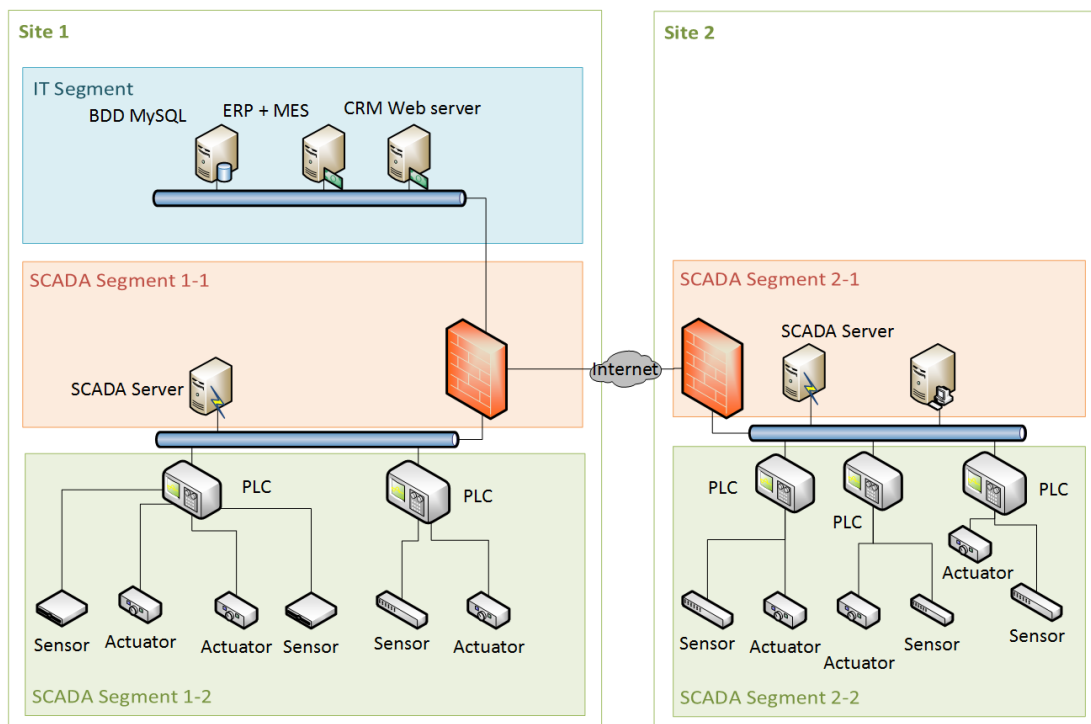 Site 1
IT Segment
BDD MySQL
ERP + MES
CRM Web server
SCADA Segment 1-1
SCADA Server
PLC
PLC
Sensor
Actuator
Actuator
Sensor
Sensor
Actuator
SCADA Segment 1-2
Internet
Site 2
SCADA Segment 2-1
SCADA Server
PLC
PLC
PLC
Actuator
Sensor
Actuator
Actuator
Sensor
Sensor
SCADA Segment 2-2